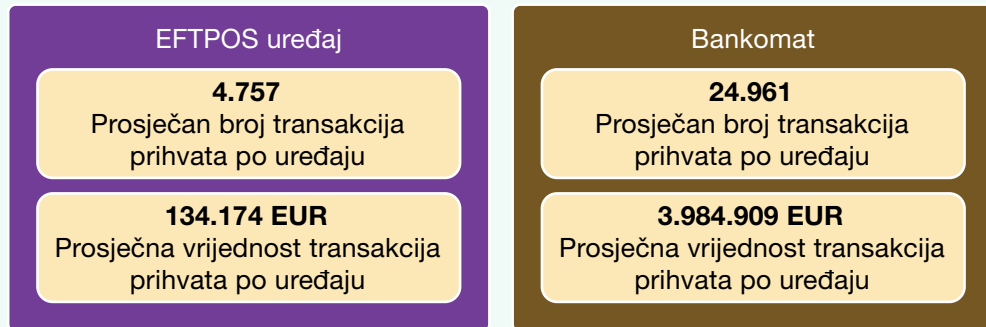 EFTPOS uređaj
4.757
Prosječan broj transakcija
prihvata po uređaju
134.174 EUR
Prosječna vrijednost transakcija
prihvata po uređaju
Bankomat
24.961
Prosječan broj transakcija
prihvata po uređaju
3.984.909 EUR
Prosječna vrijednost transakcija
prihvata po uređaju